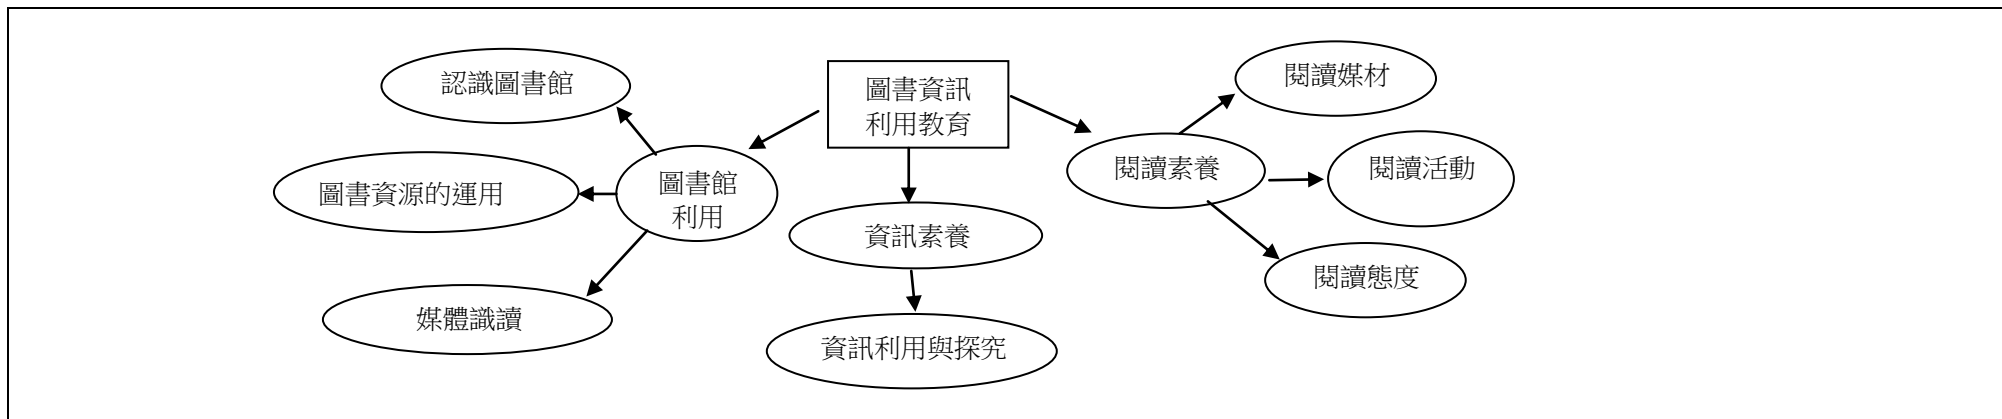 圖書資訊
利用教育
圖書館
利用
認識圖書館
圖書資源的運用
媒體識讀
資訊素養
資訊利用與探究
閱讀素養
閱讀媒材
閱讀活動
閱讀態度